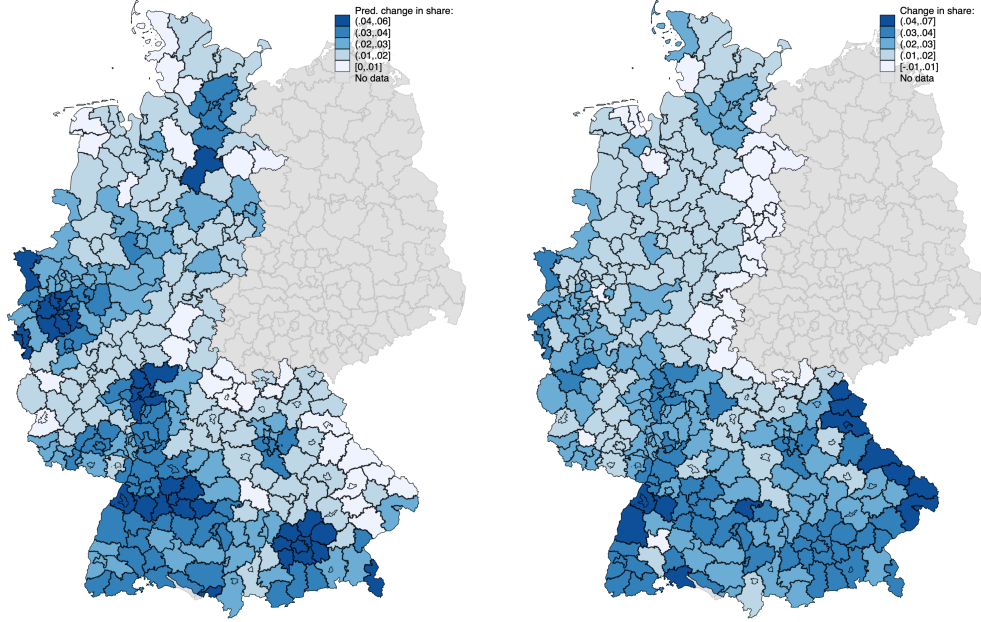 Pred. change in share:
(.04,.06]
(.03,.04]
(.02,.03]
(.01,.02]
[0,.01]
No data
Change in share:
(.04,.07]
(.03,.04]
(.02,.03]
(.01,.02]
[-.01,.01]
No data